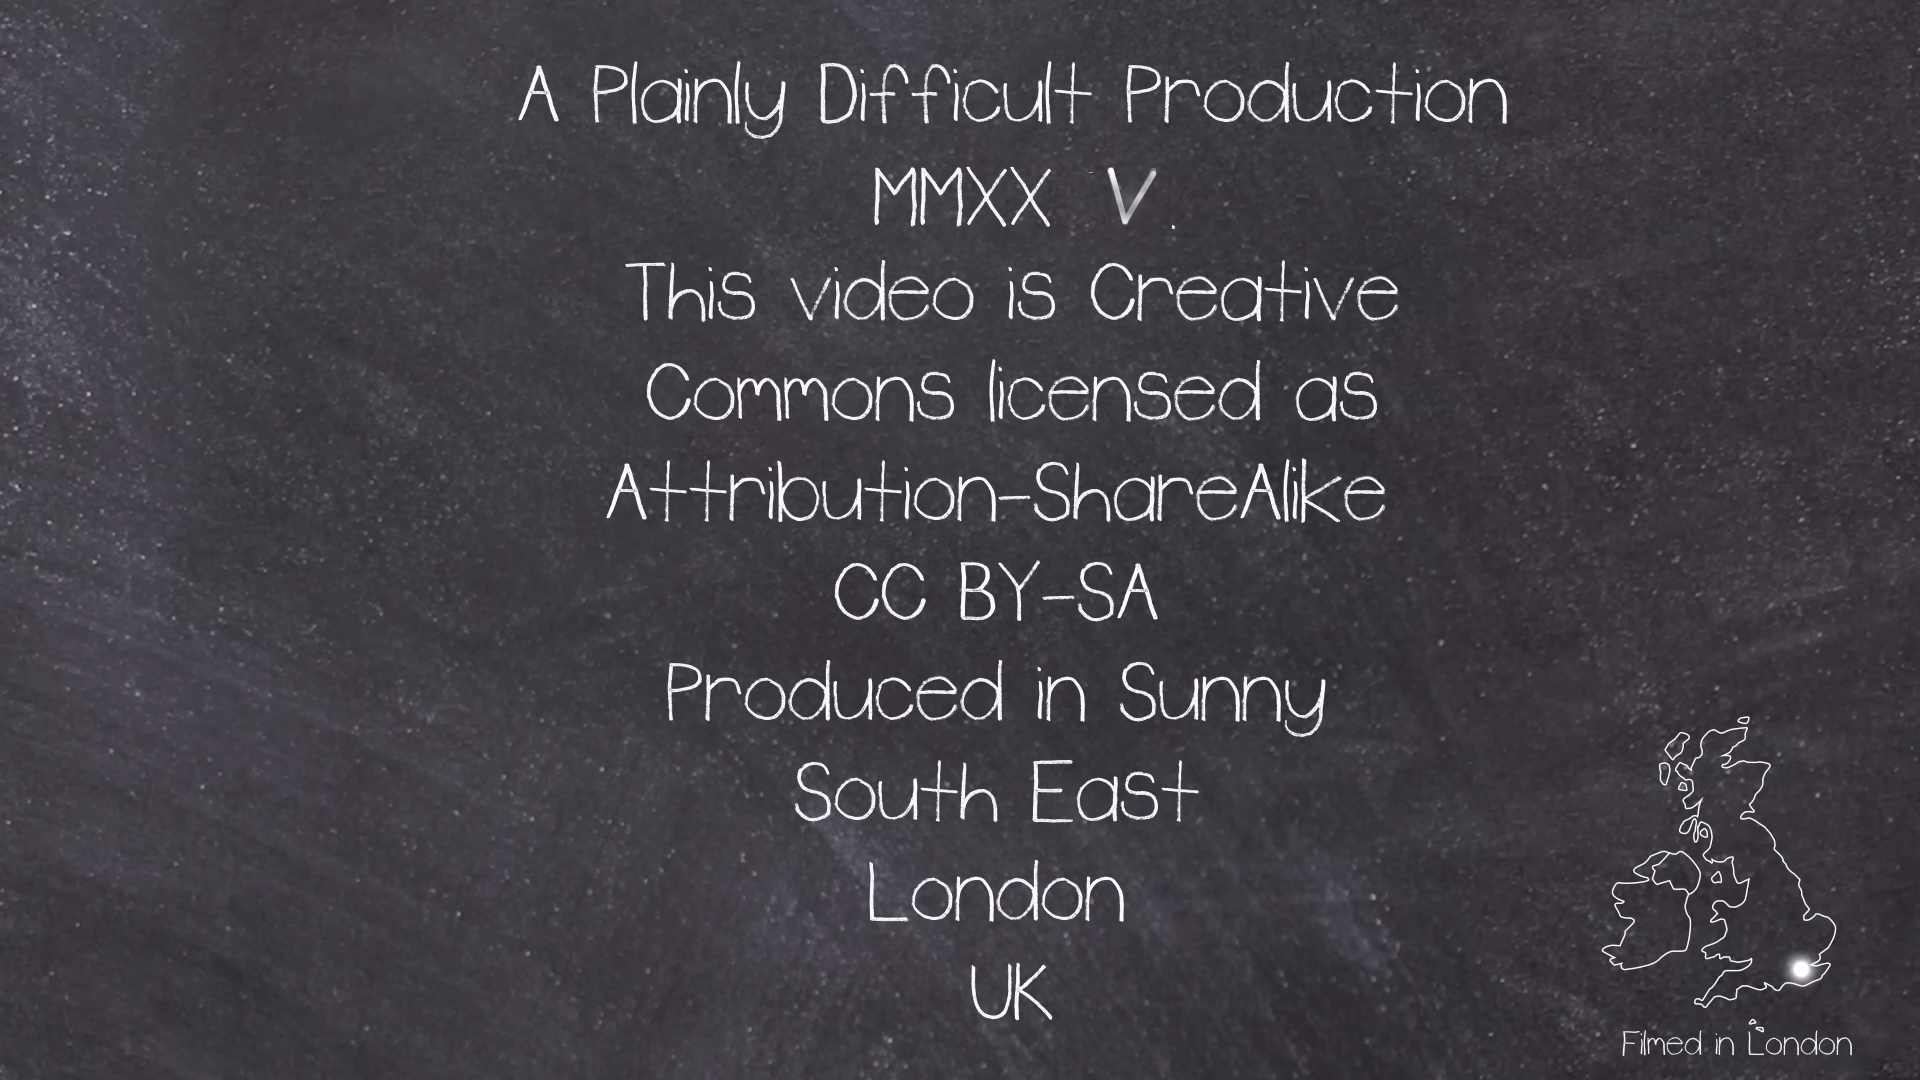 A Plainly Difficult Production
MMXX V.
This video is Creative
Commons licensed as
Attribution-ShareAlike
CC BY-SA
Produced in Sunny
South East
London
UK
Filmed in London